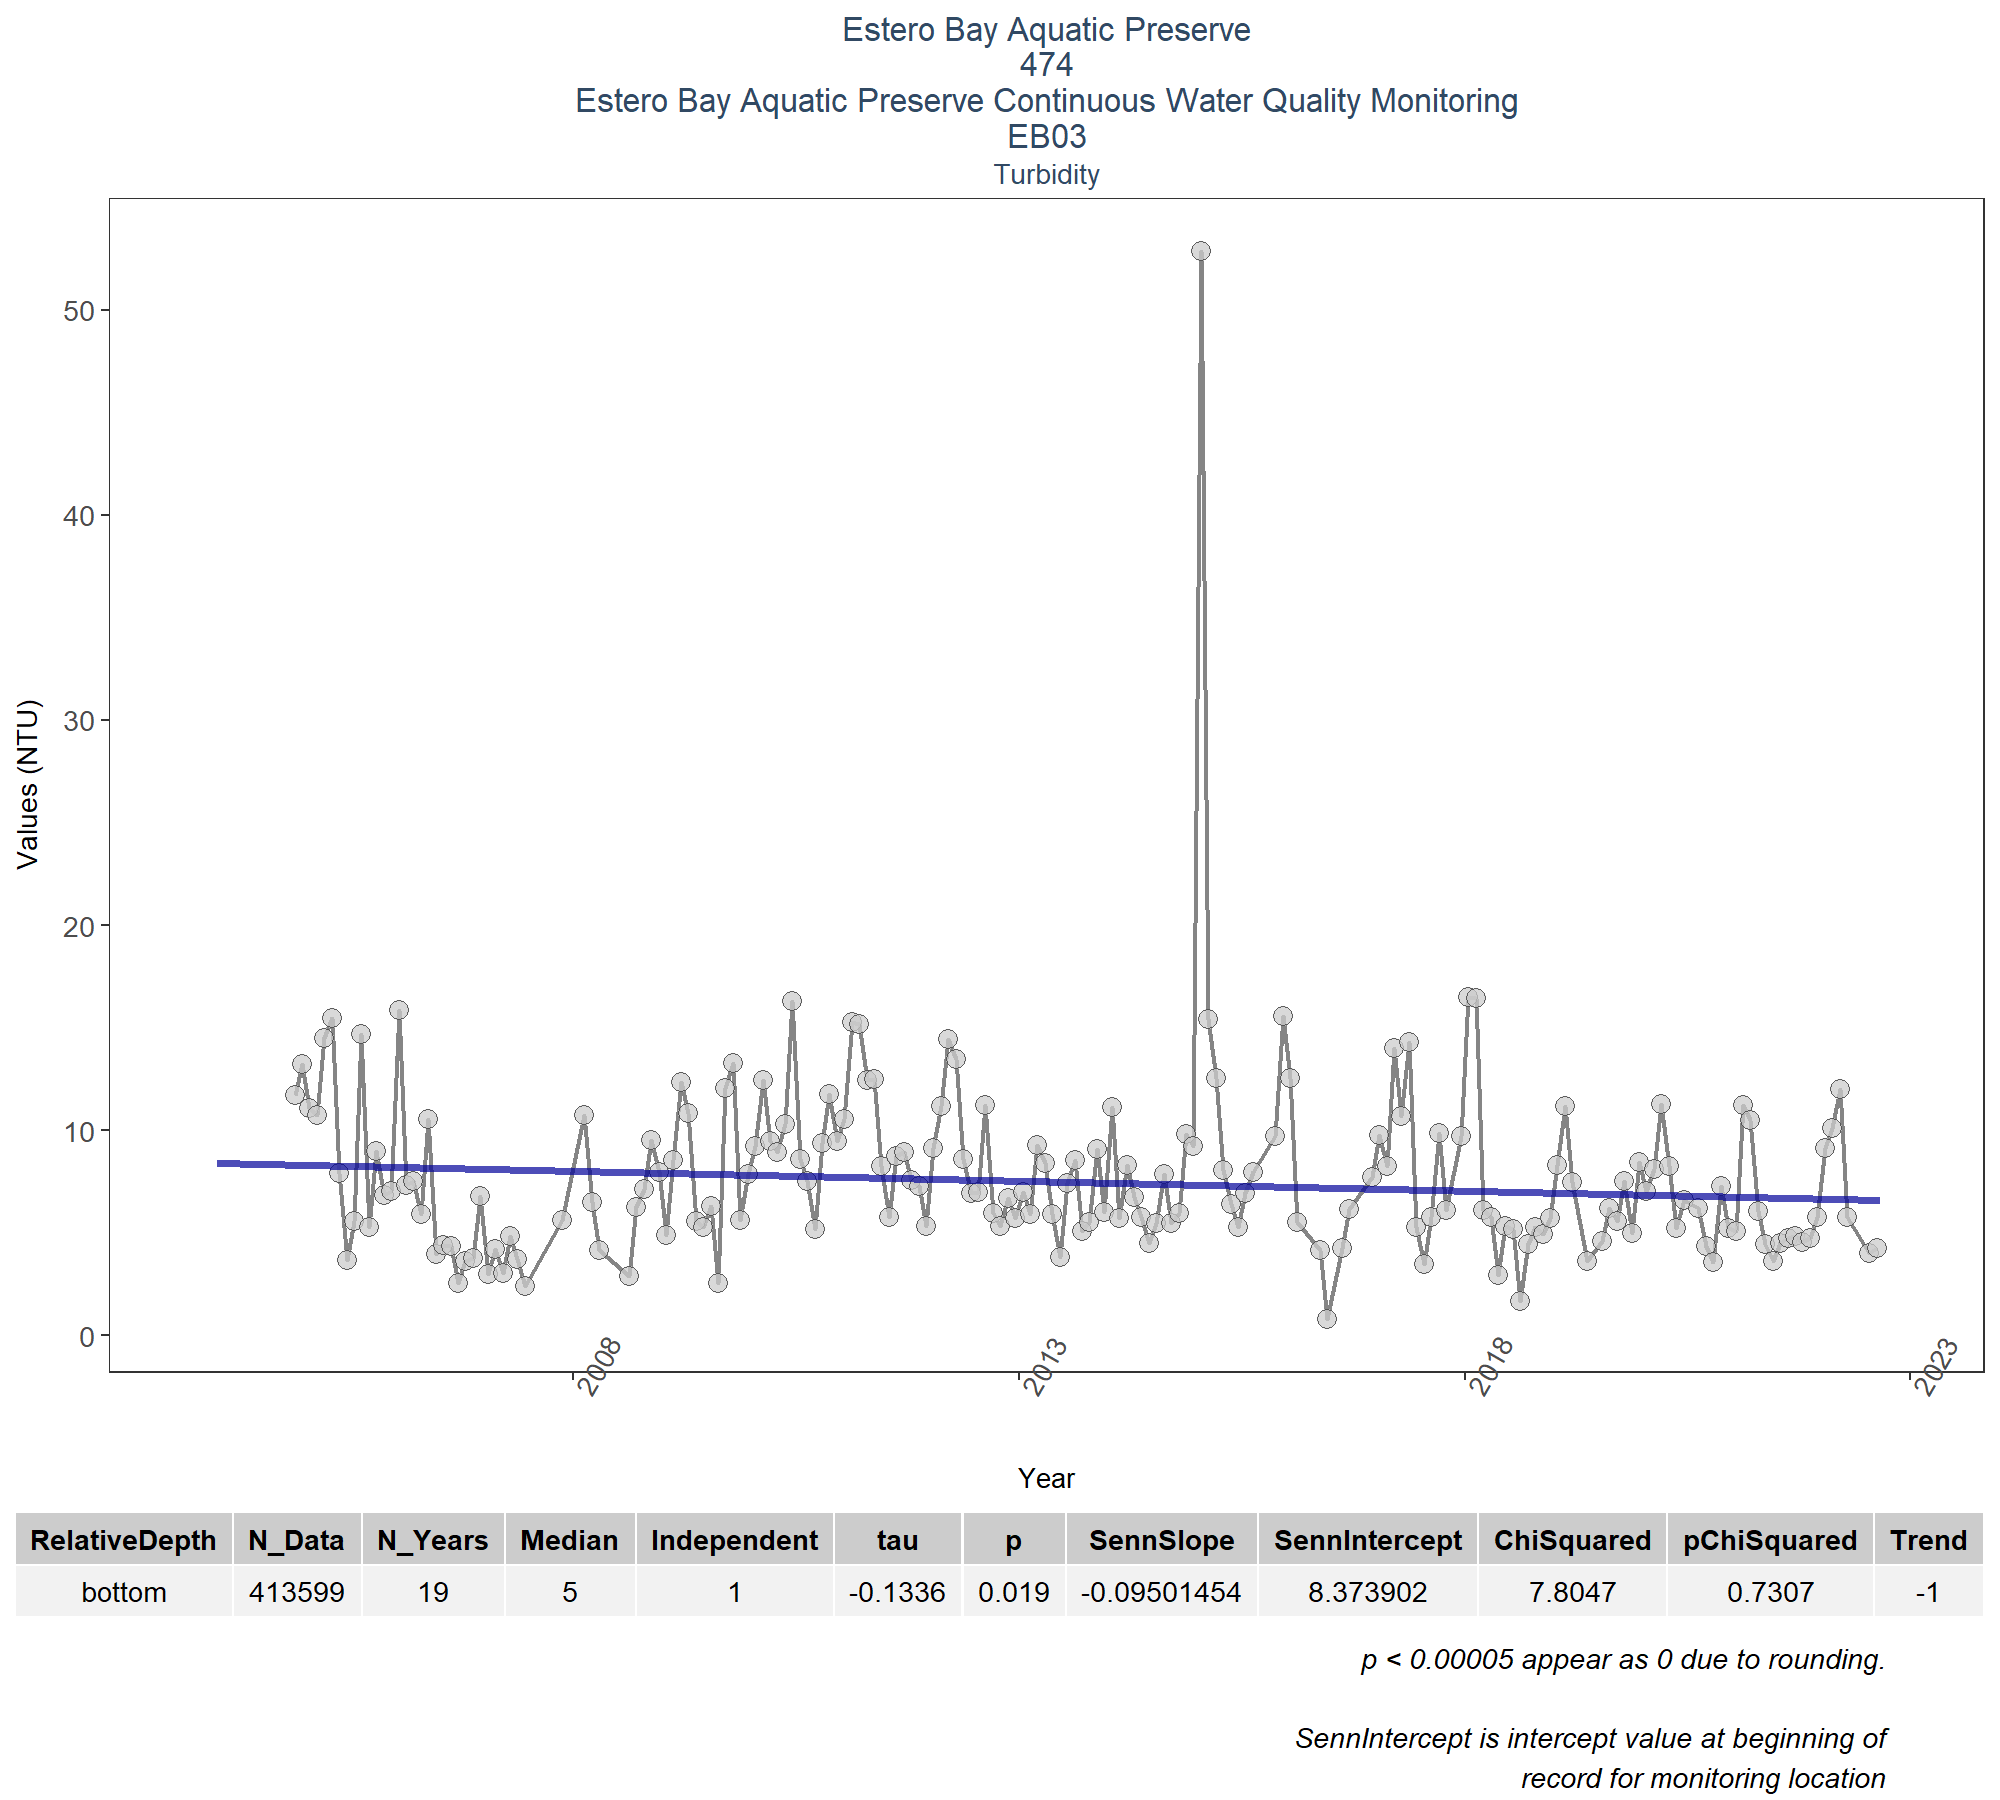 Estero Bay Aquatic Preserve
474
Estero Bay Aquatic Preserve Continuous Water Quality Monitoring
EB03
Turbidity
50
40
30
20
10
0
Values (NTU)
2008
2013
2018
2023
Year
RelativeDepth N_Data N_Years Median Independent tau p SennSlope SennIntercept ChiSquared pChiSquared Trend
bottom 413599 19 5 1 -0.1336 0.019 -0.09501454 8.373902 7.8047 0.7307 -1
p < 0.00005 appear as 0 due to rounding.
SennIntercept is intercept value at beginning of
record for monitoring location